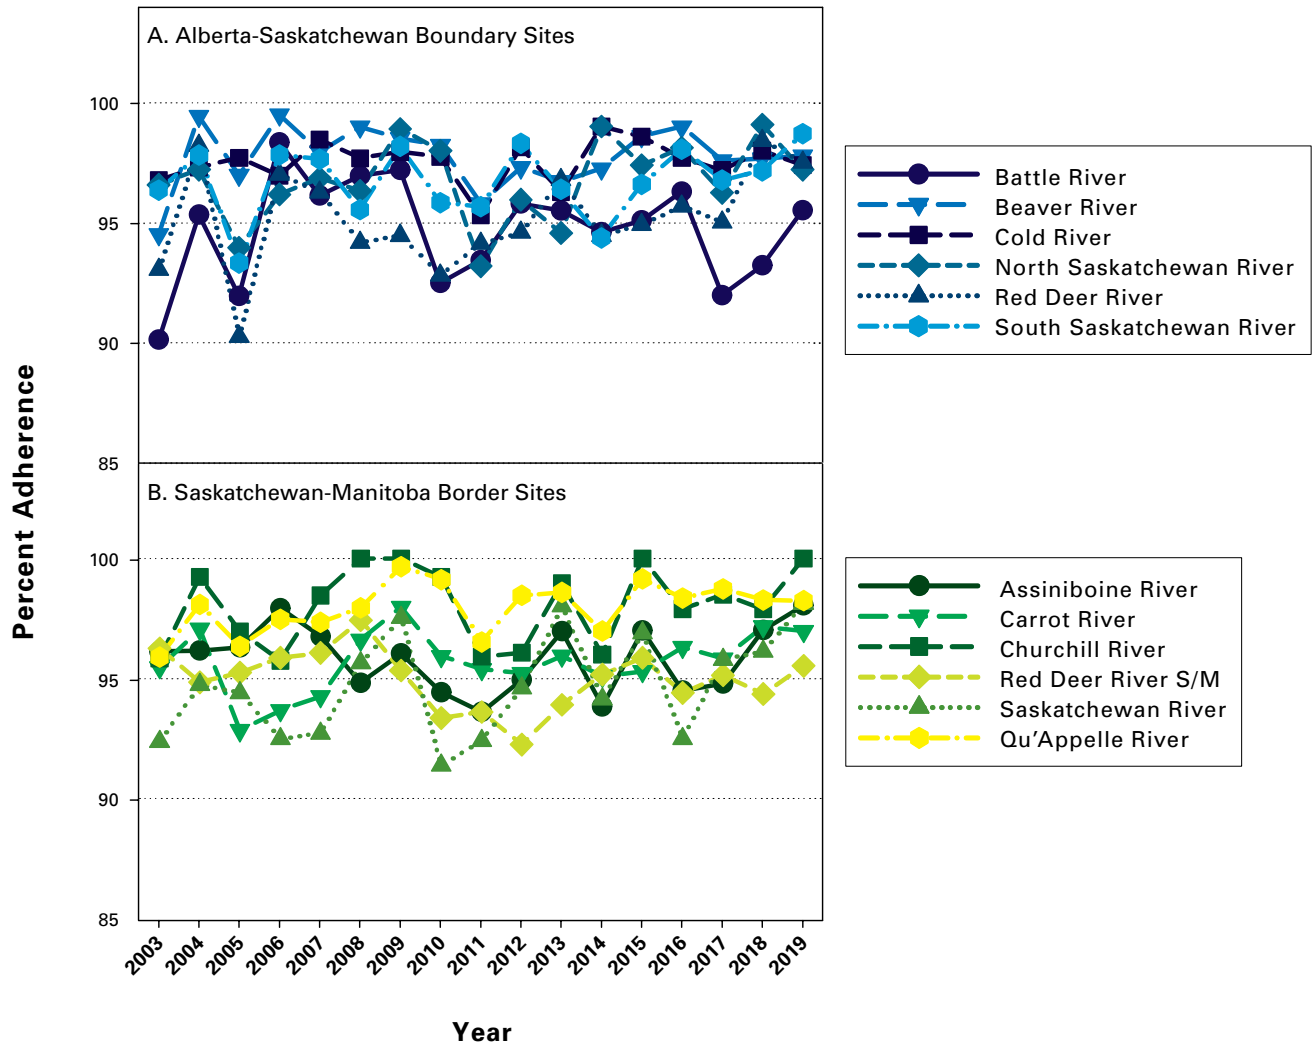 A. Alberta-Saskatchewan Boundary Sites
100
95
90
85
Battle River
Beaver River
Cold River
North Saskatchewan River
Red Deer River
South Saskatchewan River
Percent Adherence
B. Saskatchewan-Manitoba Border Sites
100
95
90
85
Assiniboine River
Carrot River
Churchill River
Red Deer River S/M
Saskatchewan River
Qu’Appelle River
2003
2004
2005
2006
2007
2008
2009
2010
2011
2012
2013
2014
2015
2016
2017
2018
2019
Year